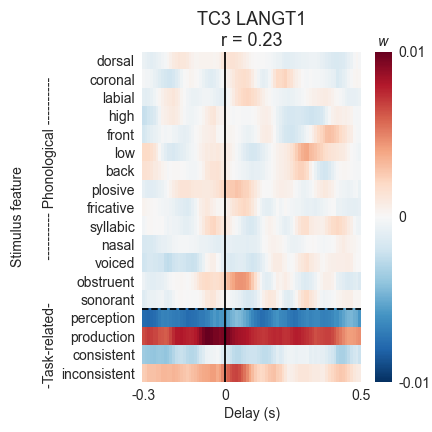 TC3 LANGT1
r = 0.23
w
0.01
0
-0.01
Stimulus feature
----------- Phonological ----------
-Task-related-
dorsal
coronal
labial
high
front
low
back
plosive
fricative
syllabic
nasal
voiced
obstruent
sonorant
perception
production
consistent
inconsistent
-0.3
0
0.5
Delay (s)